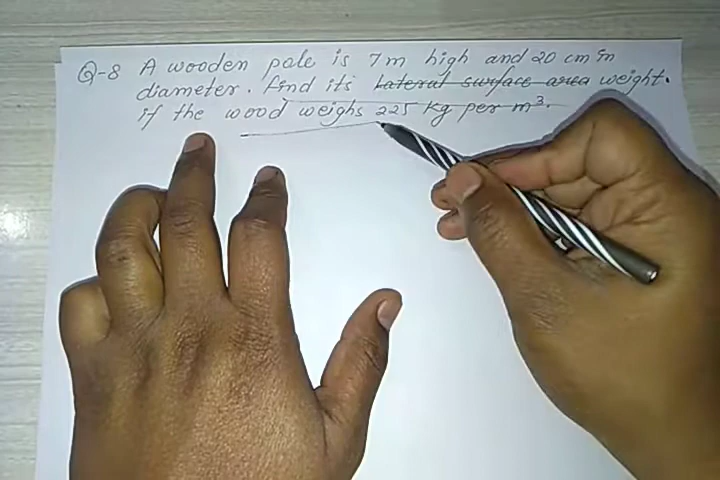 Q-8 A wooden pole is 7m high and 20 cm in
diameter. find its lateral surface area weight.
if the wood weighs 225 Kg per m³.